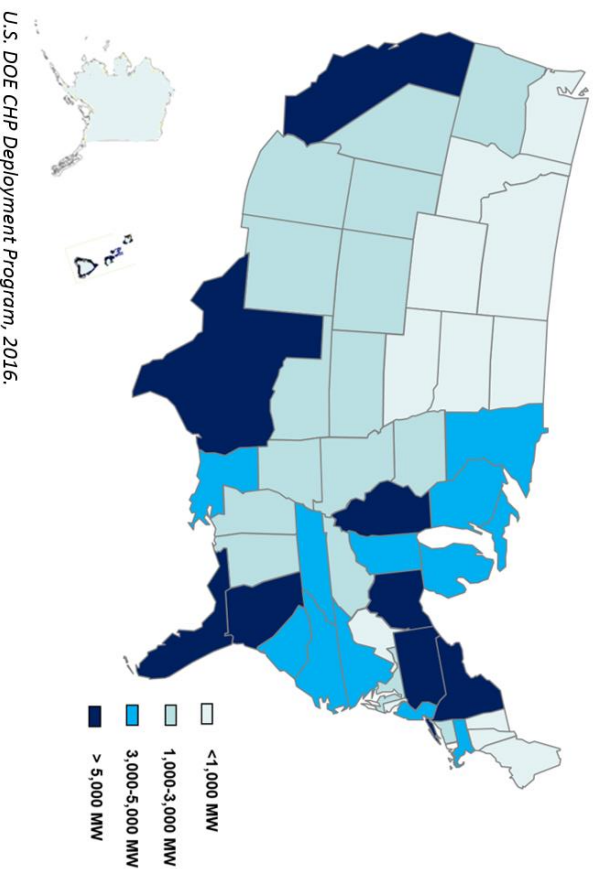 <1,000 MW
1,000-3,000 MW
3,000-5,000 MW
> 5,000 MW
U.S. DOE CHP Deployment Program, 2016.